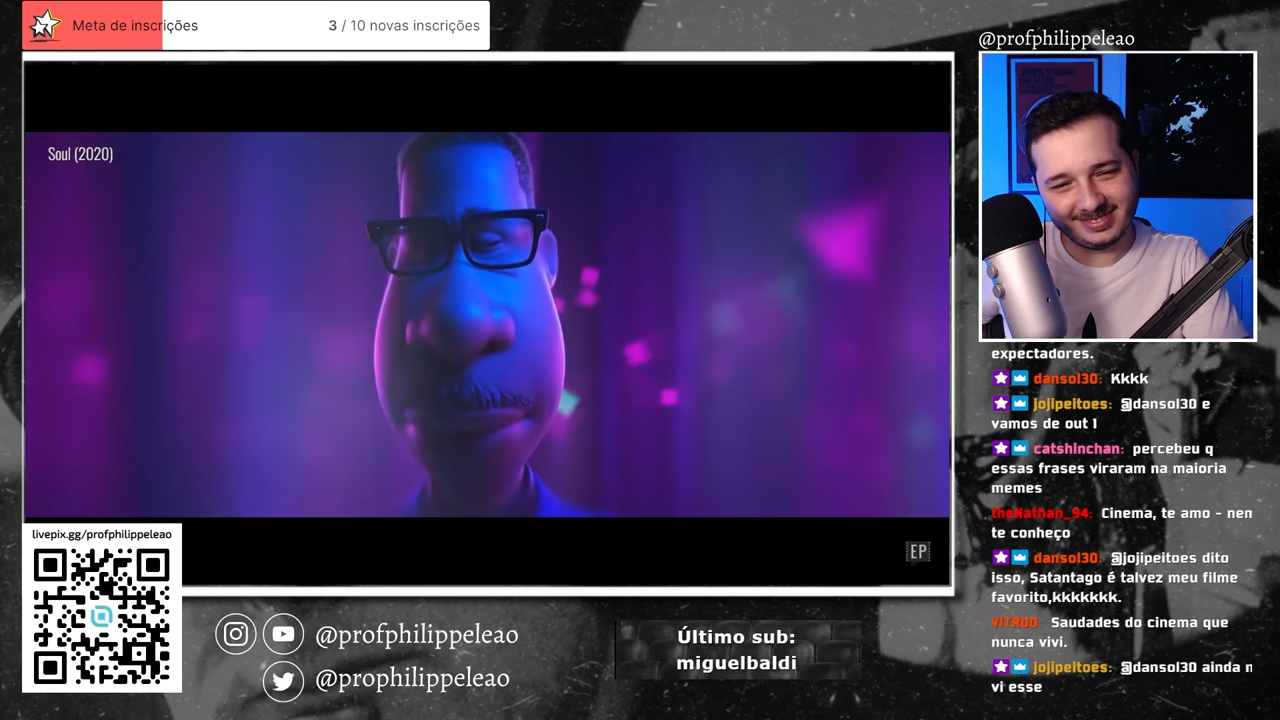 Meta de inscrições
3 / 10 novas inscrições
@profphilippeleao
Soul (2020)
EP
livepix.gg/profphilippeleao
@profphilippeleao
@prophilippeleao
Último sub:
miguelbaldi
expectadores.
dansol30: Kkkk
jojipeitoes: @dansol30 e
vamos de out 1
catshinchan: percebeu q
essas frases viraram na maioria
memes
theNathan_94: Cinema, te amo - nen
te conheço
dansol30: @jojipeitoes dito
isso, Satantago é talvez meu filme
favorito,kkkkkkk.
VITROO: Saudades do cinema que
nunca vivi.
jojipeitoes: @dansol30 ainda n
vi esse